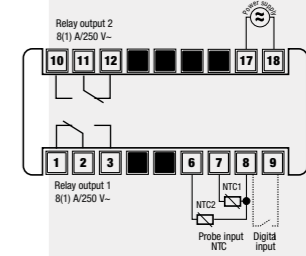 Power supply
Relay output 2
8(1) A/250 V~
10 11 12 17 18
1 2 3 6 7 8 9
Relay output 1
8(1) A/250 V~
NTC1
NTC2
Probe input Digital
NTC input